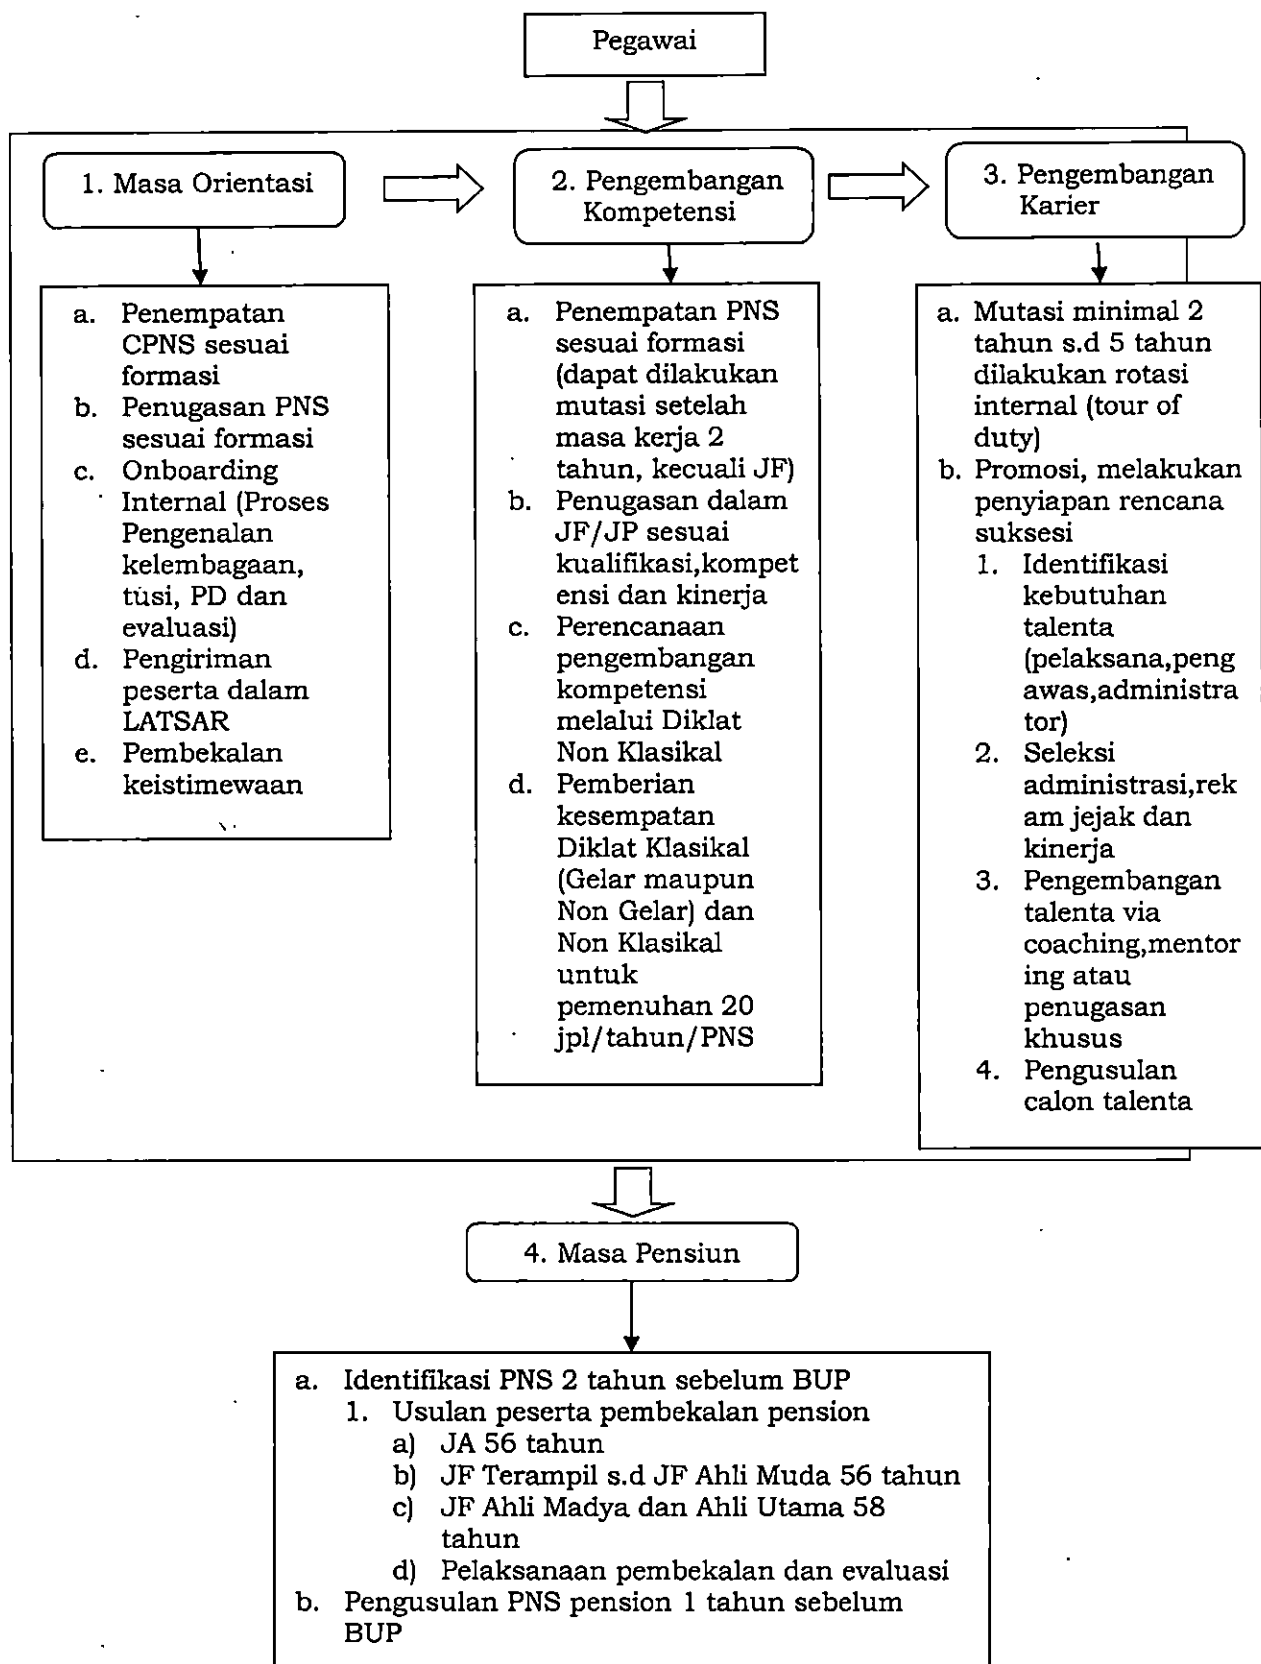 Pegawai
1. Masa Orientasi
2. Pengembangan
Kompetensi
3. Pengembangan
Karier
a. Penempatan
CPNS sesuai
formasi
b. Penugasan PNS
sesuai formasi
c. Onboarding
Internal (Proses
Pengenalan
kelembagaan,
tusi, PD dan
evaluasi)
d. Pengiriman
peserta dalam
LATSAR
e. Pembekalan
keistimewaan
a. Penempatan PNS
sesuai formasi
(dapat dilakukan
mutasi setelah
masa kerja 2
tahun, kecuali JF)
b. Penugasan dalam
JF/JP sesuai
kualifikasi,kompet
ensi dan kinerja
c. Perencanaan
pengembangan
kompetensi
melalui Diklat
Non Klasikal
d. Pemberian
kesempatan
Diklat Klasikal
(Gelar maupun
Non Gelar) dan
Non Klasikal
untuk
pemenuhan 20
jpl/tahun/PNS
a. Mutasi minimal 2
tahun s.d 5 tahun
dilakukan rotasi
internal (tour of
duty)
b. Promosi, melakukan
penyiapan rencana
suksesi
1. Identifikasi
kebutuhan
talenta
(pelaksana,peng
awas,administra
tor)
2. Seleksi
administrasi,rek
am jejak dan
kinerja
3. Pengembangan
talenta via
coaching,mentor
ing atau
penugasan
khusus
4. Pengusulan
calon talenta
4. Masa Pensiun
a. Identifikasi PNS 2 tahun sebelum BUP
1. Usulan peserta pembekalan pension
a) JA 56 tahun
b) JF Terampil s.d JF Ahli Muda 56 tahun
c) JF Ahli Madya dan Ahli Utama 58
tahun
d) Pelaksanaan pembekalan dan evaluasi
b. Pengusulan PNS pension 1 tahun sebelum
BUP